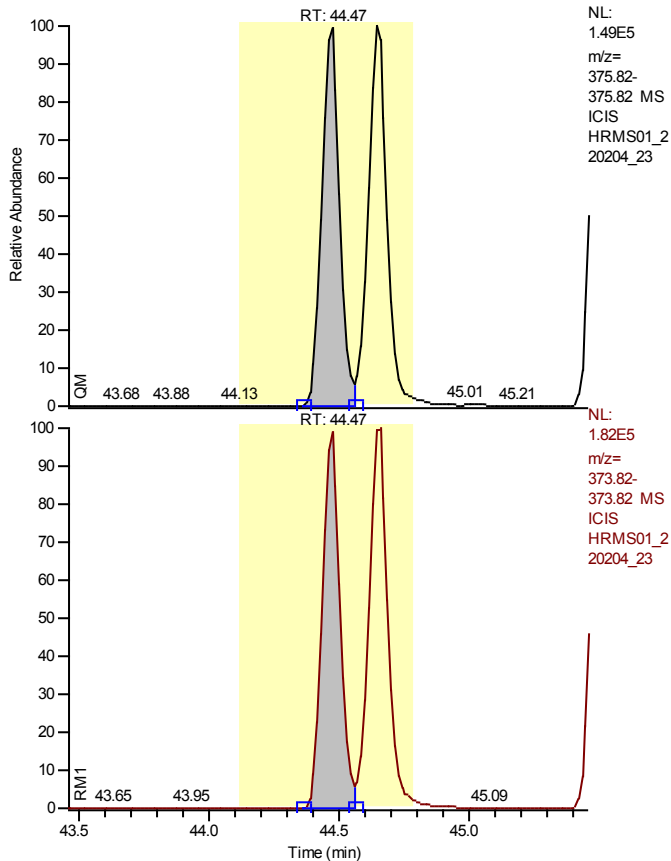 RT: 44.47
NL:
1.49E5
m/z=
375.82-
375.82 MS
ICIS
HRMS01_2
20204_23
100
90
80
70
60
50
40
30
20
10
0
Relative Abundance
QM
43.68 43.88 44.13 45.01 45.21
RT: 44.47
NL:
1.82E5
m/z=
373.82-
373.82 MS
ICIS
HRMS01_2
20204_23
100
90
80
70
60
50
40
30
20
10
0
RM1
43.65 43.95 45.09
43.5 44.0 44.5 45.0
Time (min)